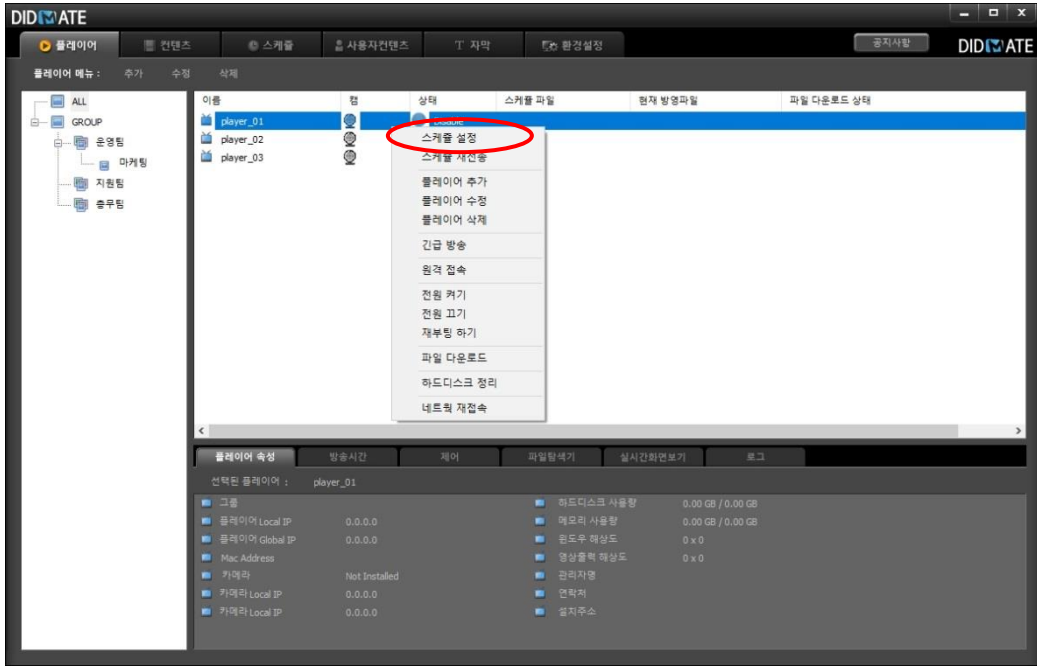 DIDMATE
플레이어 컨텐츠 스케줄 사용자컨텐츠 T 자막 환경설정 공지사항 DIDMATE
플레이어 메뉴 : 추가 수정 삭제
ALL
GROUP
운영팀
마케팅
지원팀
총무팀
이름 캠 상태 스케줄 파일 현재 방영파일 파일 다운로드 상태
player_01 Disable
player_02
player_03
스케줄 설정
스케줄 재전송
플레이어 추가
플레이어 수정
플레이어 삭제
긴급 방송
원격 접속
전원 켜기
전원 끄기
재부팅 하기
파일 다운로드
하드디스크 정리
네트웍 재접속
플레이어 속성 방송시간 제어 파일탐색기 실시간화면보기 로그
선택된 플레이어 : player_01
그룹 하드디스크 사용량 0.00 GB / 0.00 GB
플레이어 Local IP 0.0.0.0 메모리 사용량 0.00 GB / 0.00 GB
플레이어 Global IP 0.0.0.0 윈도우 해상도 0 x 0
Mac Address 영상출력 해상도 0 x 0
카메라 Not Installed 관리자명
카메라 Local IP 0.0.0.0 연락처
카메라 Local IP 0.0.0.0 설치주소